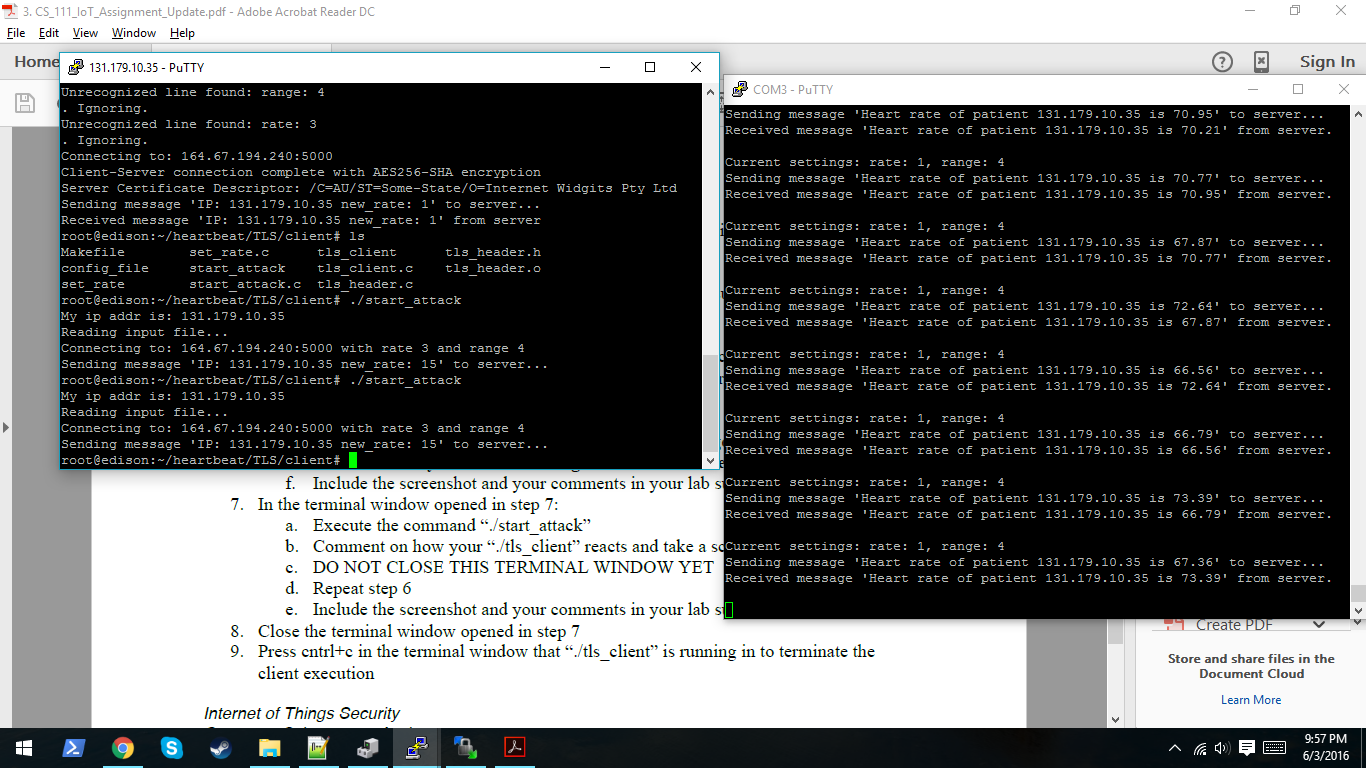 3. CS_111_IoT_Assignment_Update.pdf - Adobe Acrobat Reader DC
File Edit View Window Help
Home
Sign In
131.179.10.35 - PuTTY
Unrecognized line found: range: 4
. Ignoring.
Unrecognized line found: rate: 3
. Ignoring.
Connecting to: 164.67.194.240:5000
Client-Server connection complete with AES256-SHA encryption
Server Certificate Descriptor: /C=AU/ST=Some-State/O=Internet Widgits Pty Ltd
Sending message 'IP: 131.179.10.35 new_rate: 1' to server...
Received message 'IP: 131.179.10.35 new_rate: 1' from server
root@edison:~/heartbeat/TLS/client# ls
Makefile set_rate.c tls_client tls_header.h
config_file start_attack tls_client.c tls_header.o
set_rate start_attack.c tls_header.c
root@edison:~/heartbeat/TLS/client# ./start_attack
My ip addr is: 131.179.10.35
Reading input file...
Connecting to: 164.67.194.240:5000 with rate 3 and range 4
Sending message 'IP: 131.179.10.35 new_rate: 15' to server...
root@edison:~/heartbeat/TLS/client# ./start_attack
My ip addr is: 131.179.10.35
Reading input file...
Connecting to: 164.67.194.240:5000 with rate 3 and range 4
Sending message 'IP: 131.179.10.35 new_rate: 15' to server...
root@edison:~/heartbeat/TLS/client#
COM3 - PuTTY
Sending message 'Heart rate of patient 131.179.10.35 is 70.95' to server...
Received message 'Heart rate of patient 131.179.10.35 is 70.21' from server.
Current settings: rate: 1, range: 4
Sending message 'Heart rate of patient 131.179.10.35 is 70.77' to server...
Received message 'Heart rate of patient 131.179.10.35 is 70.95' from server.
Current settings: rate: 1, range: 4
Sending message 'Heart rate of patient 131.179.10.35 is 67.87' to server...
Received message 'Heart rate of patient 131.179.10.35 is 70.77' from server.
Current settings: rate: 1, range: 4
Sending message 'Heart rate of patient 131.179.10.35 is 72.64' to server...
Received message 'Heart rate of patient 131.179.10.35 is 67.87' from server.
Current settings: rate: 1, range: 4
Sending message 'Heart rate of patient 131.179.10.35 is 66.56' to server...
Received message 'Heart rate of patient 131.179.10.35 is 72.64' from server.
Current settings: rate: 1, range: 4
Sending message 'Heart rate of patient 131.179.10.35 is 66.79' to server...
Received message 'Heart rate of patient 131.179.10.35 is 66.56' from server.
Current settings: rate: 1, range: 4
Sending message 'Heart rate of patient 131.179.10.35 is 73.39' to server...
Received message 'Heart rate of patient 131.179.10.35 is 66.79' from server.
Current settings: rate: 1, range: 4
Sending message 'Heart rate of patient 131.179.10.35 is 67.36' to server...
Received message 'Heart rate of patient 131.179.10.35 is 73.39' from server.
f. Include the screenshot and your comments in your lab
7. In the terminal window opened in step 7:
a. Execute the command “./start_attack”
b. Comment on how your “./tls_client” reacts and take a
c. DO NOT CLOSE THIS TERMINAL WINDOW YET
d. Repeat step 6
e. Include the screenshot and your comments in your lab
8. Close the terminal window opened in step 7
9. Press cntrl+c in the terminal window that “./tls_client” is running in to terminate the
client execution
Internet of Things Security
Create PDF
Store and share files in the
Document Cloud
Learn More
9:57 PM
6/3/2016